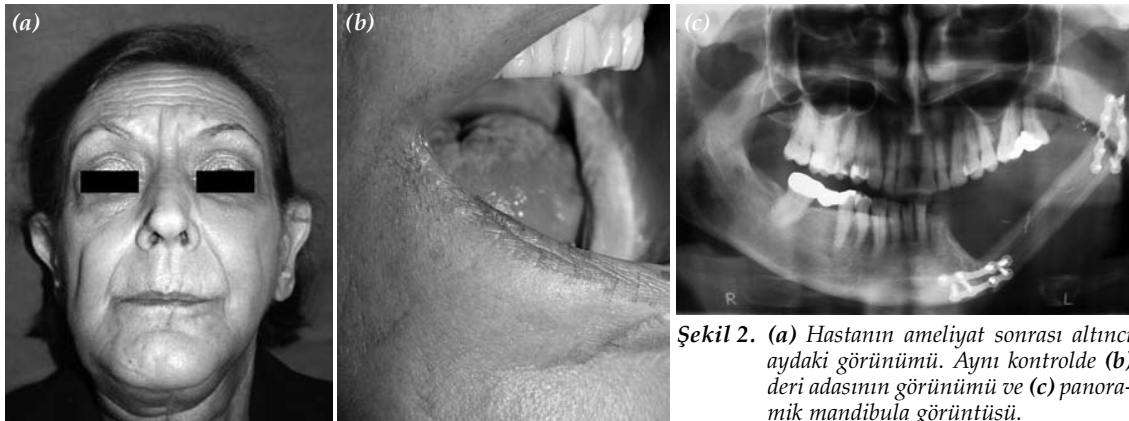 (a)
(b)
(c)
R
L
Şekil 2. (a) Hastanın ameliyat sonrası altıncı
aydaki görünümü. Aynı kontrolde (b)
deri adasının görünümü ve (c) panora-
mik mandibula görüntüsü.